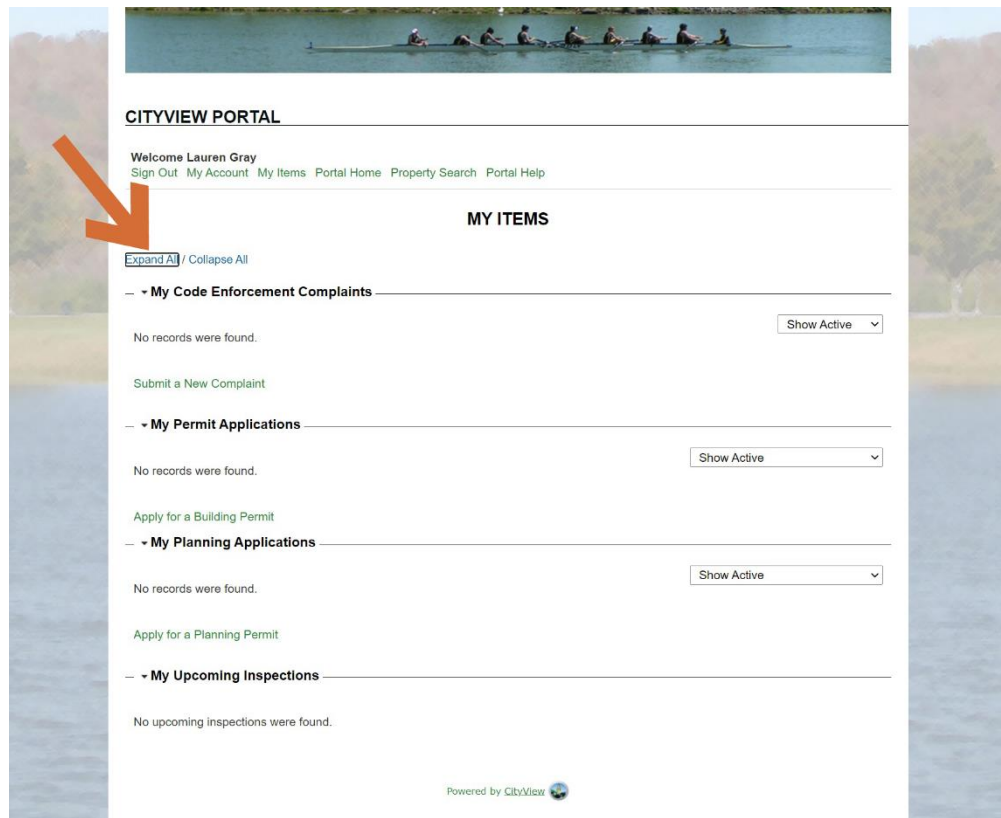 CITYVIEW PORTAL
Welcome Lauren Gray
Sign Out My Account My Items Portal Home Property Search Portal Help
MY ITEMS
Expand All / Collapse All
My Code Enforcement Complaints
Show Active
No records were found.
Submit a New Complaint
My Permit Applications
Show Active
No records were found.
Apply for a Building Permit
My Planning Applications
Show Active
No records were found.
Apply for a Planning Permit
My Upcoming Inspections
No upcoming inspections were found.
Powered by CityView